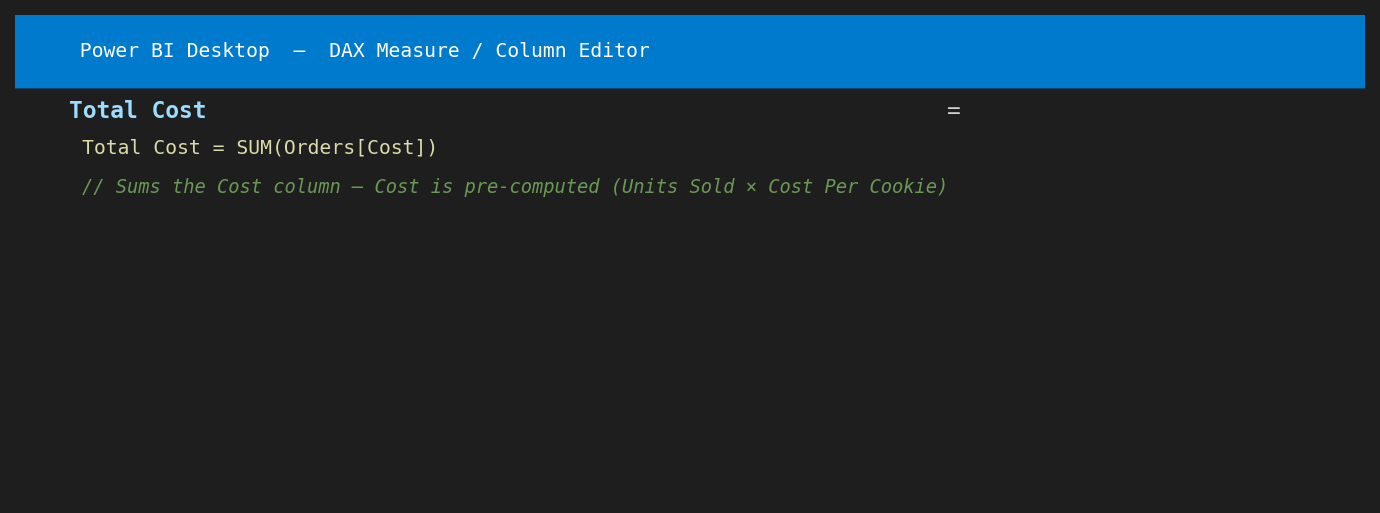 Power BI Desktop — DAX Measure / Column Editor
Total Cost =
Total Cost = SUM(Orders[Cost])
// Sums the Cost column — Cost is pre-computed (Units Sold × Cost Per Cookie)